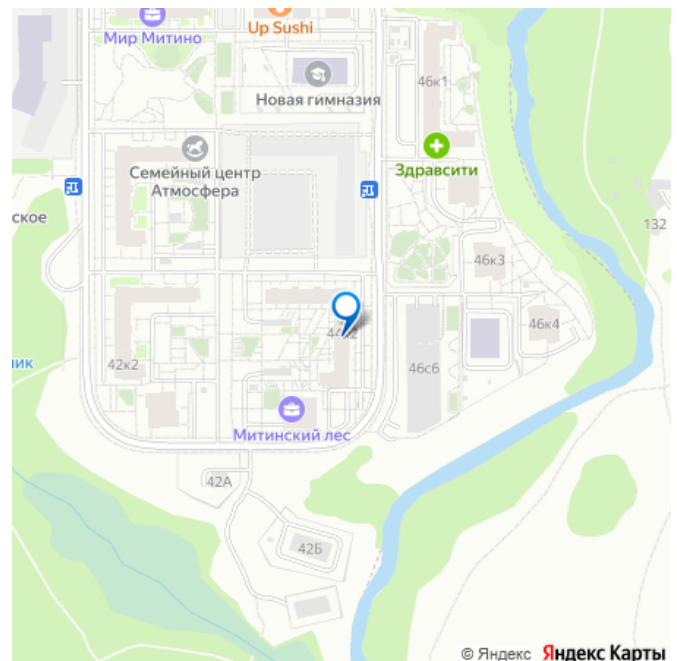 Мир Митино
Up Sushi
Новая гимназия
46к1
Здравсити
Семейный центр
Атмосфера
ское
132
46к3
46к4
42к2
46с6
ик
Митинский лес
42А
42Б
© Яндекс Яндекс Карты